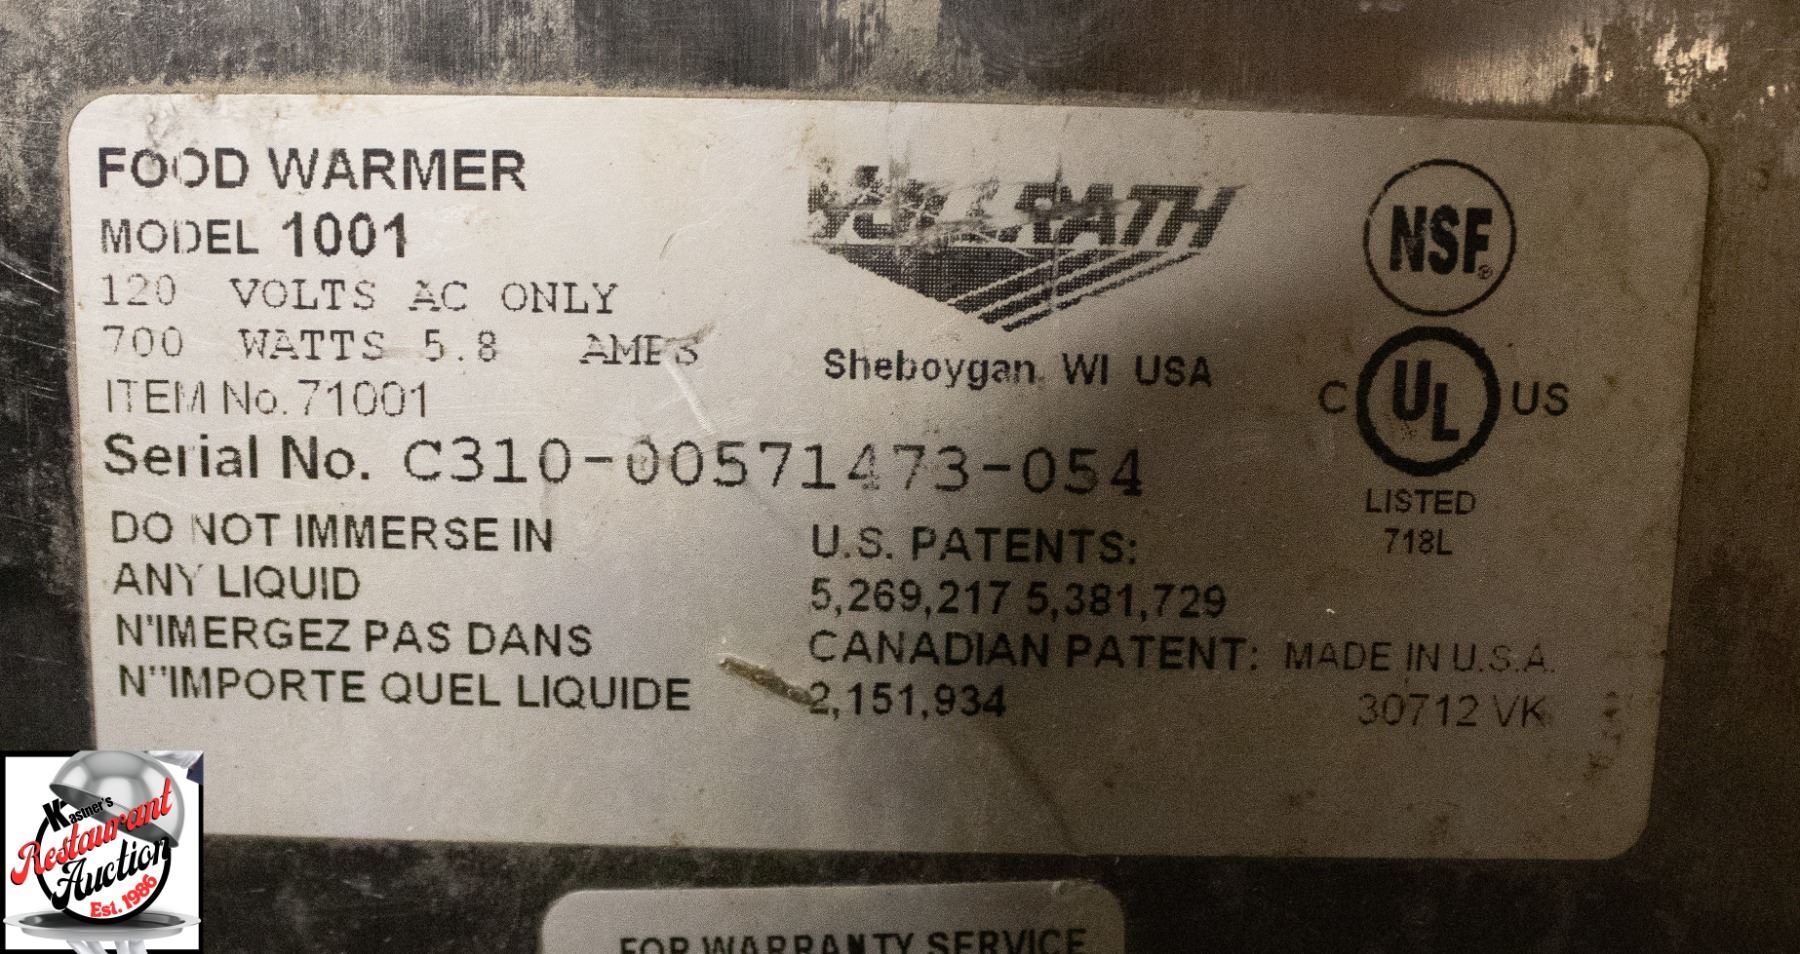 FOOD WARMER
MODEL 1001
120 VOLTS AC ONLY
700 WATTS 5.8 AMPS
ITEM No. 71001
Serial No. C310-00571473-054
DO NOT IMMERSE IN
ANY LIQUID
N'IMERGEZ PAS DANS
N''IMPORTE QUEL LIQUIDE
VOLLRATH
Sheboygan. WI USA
U.S. PATENTS:
5,269,217 5,381,729
CANADIAN PATENT:
2,151,934
NSF®
C UL US
LISTED
718L
MADE IN U.S.A.
30712 VK
FOR WARRANTY SERVICE
Kastner's
Restaurant
Auction
Est. 1986